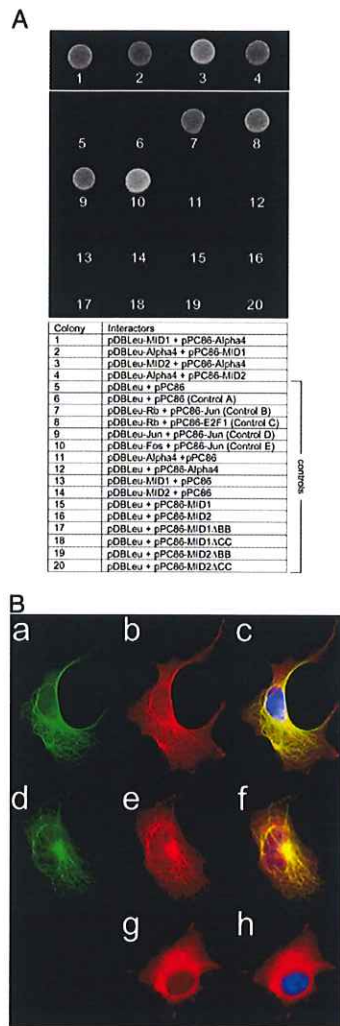 A
1 2 3 4
5 6 7 8
9 10 11 12
13 14 15 16
17 18 19 20
Colony Interactors
1 pDBLeu-MID1 + pPC86-Alpha4
2 pDBLeu-Alpha4 + pPC86-MID1
3 pDBLeu-MID2 + pPC86-Alpha4
4 pDBLeu-Alpha4 + pPC86-MID2
5 pDBLeu + pPC86
6 pDBLeu + pPC86 (Control A)
7 pDBLeu-Rb + pPC86-Jun (Control B)
8 pDBLeu-Rb + pPC86-E2F1 (Control C)
9 pDBLeu-Jun + pPC86-Jun (Control D)
10 pDBLeu-Fos + pPC86-Jun (Control E)
11 pDBLeu-Alpha4 +pPC86
12 pDBLeu + pPC86-Alpha4
13 pDBLeu-MID1 + pPC86
14 pDBLeu-MID2 + pPC86
15 pDBLeu + pPC86-MID1
16 pDBLeu + pPC86-MID2
17 pDBLeu + pPC86-MID1ΔBB
18 pDBLeu + pPC86-MID1ΔCC
19 pDBLeu + pPC86-MID2ΔBB
20 pDBLeu + pPC86-MID2ΔCC
controls
B
a b c
d e f
g h